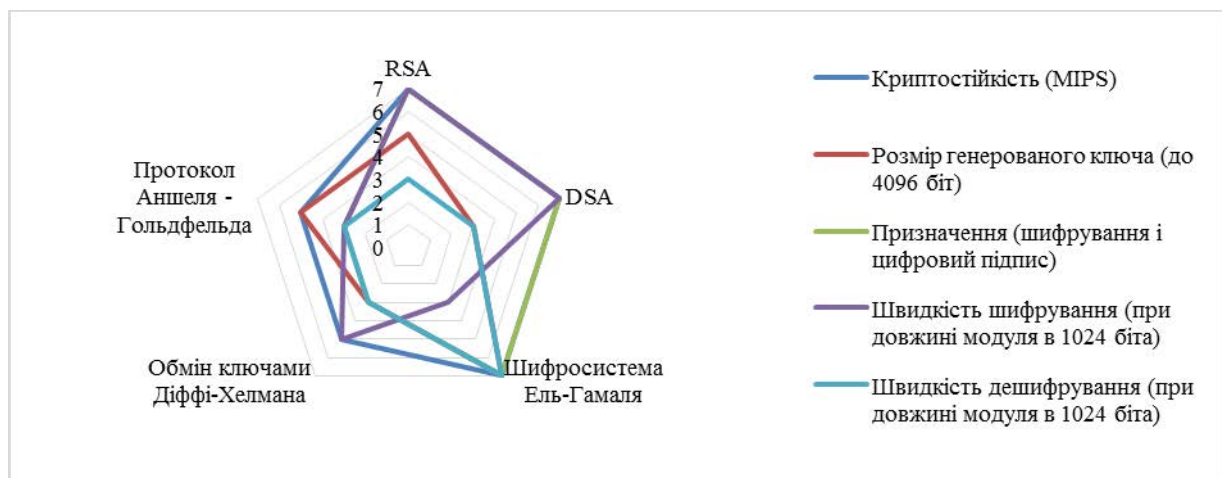 RSA
7
6
5
4
3
2
1
0
DSA
Шифросистема
Ель-Гамаля
Обмін ключами
Діффі-Хелмана
Протокол
Аншеля -
Гольдфельда
Криптостійкість (MIPS)
Розмір генерованого ключа (до
4096 біт)
Призначення (шифрування і
цифровий підпис)
Швидкість шифрування (при
довжині модуля в 1024 біта)
Швидкість дешифрування (при
довжині модуля в 1024 біта)